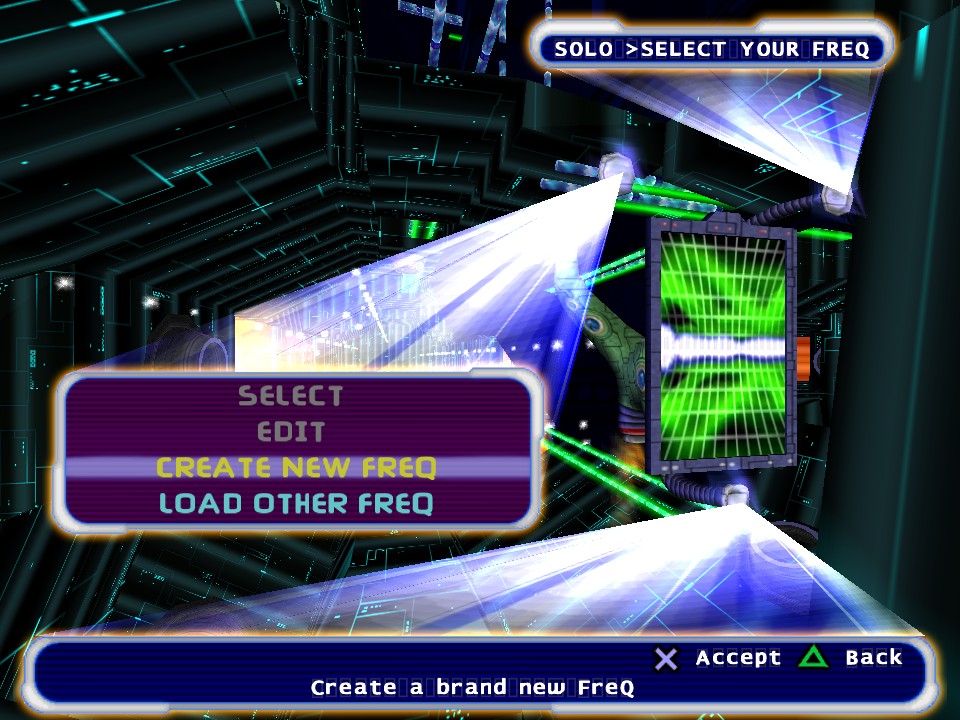 SOLO >SELECT YOUR FREQ
SELECT
EDIT
CREATE NEW FREQ
LOAD OTHER FREQ
Accept Back
Create a brand new FreQ